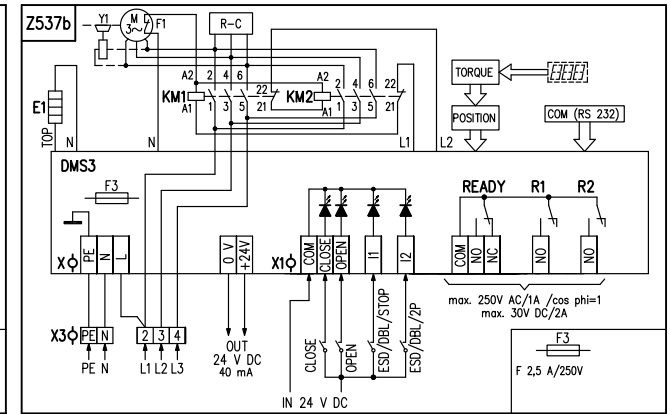 Z537b
Y1
M
3~
F1
R-C
A2 2 4 6 22
KM1
A1 1 3 5 21
A2 2 4 6 22
KM2
A1 1 3 5 21
TORQUE
POSITION
COM (RS 232)
E1
TOP
N
N
L1
L2
DMS3
F3
READY R1 R2
X
PE
N
L
0 V
+24V
X1
COM
CLOSE
OPEN
I1
I2
COM
NO
NC
NO
NO
max. 250V AC/1A /cos phi=1
max. 30V DC/2A
X3
PE N 2 3 4
PE N L1 L2 L3
OUT
24 V DC
40 mA
CLOSE
OPEN
ESD/DBL/STOP
ESD/DBL/2P
IN 24 V DC
F3
F 2,5 A/250V